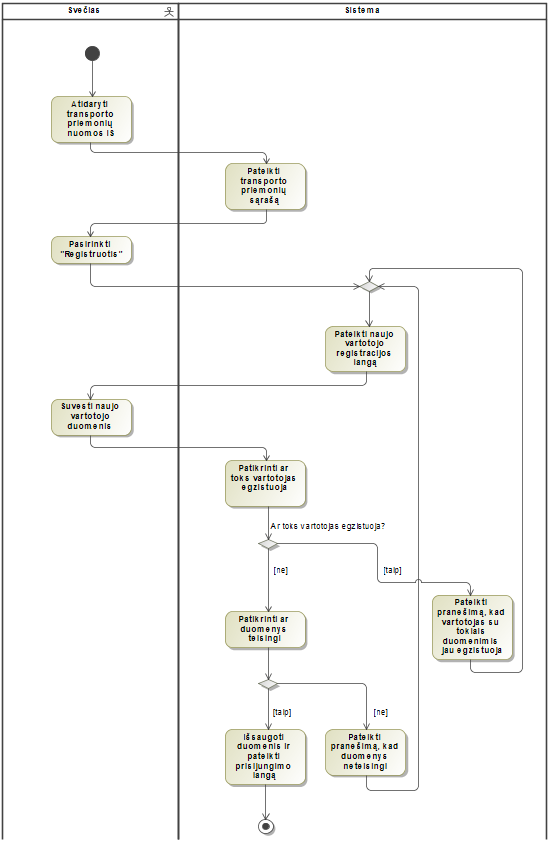 Svečias
Sistema
Atidaryti
transporto
priemonių
nuomos IS
Pateikti
transporto
priemonių
sąrašą
Pasirinkti
"Registruotis"
Pateikti naujo
vartotojo
registracijos
langą
Suvesti naujo
vartotojo
duomenis
Patikrinti ar
toks vartotojas
egzistuoja
Ar toks vartotojas egzistuoja?
[ne]
[taip]
Pateikti
pranešimą, kad
vartotojas su
tokiais
duomenimis
jau egzistuoja
Patikrinti ar
duomenys
teisingi
[taip]
[ne]
Išsaugoti
duomenis ir
pateikti
prisijungimo
langą
Pateikti
pranešimą, kad
duomenys
neteisingi